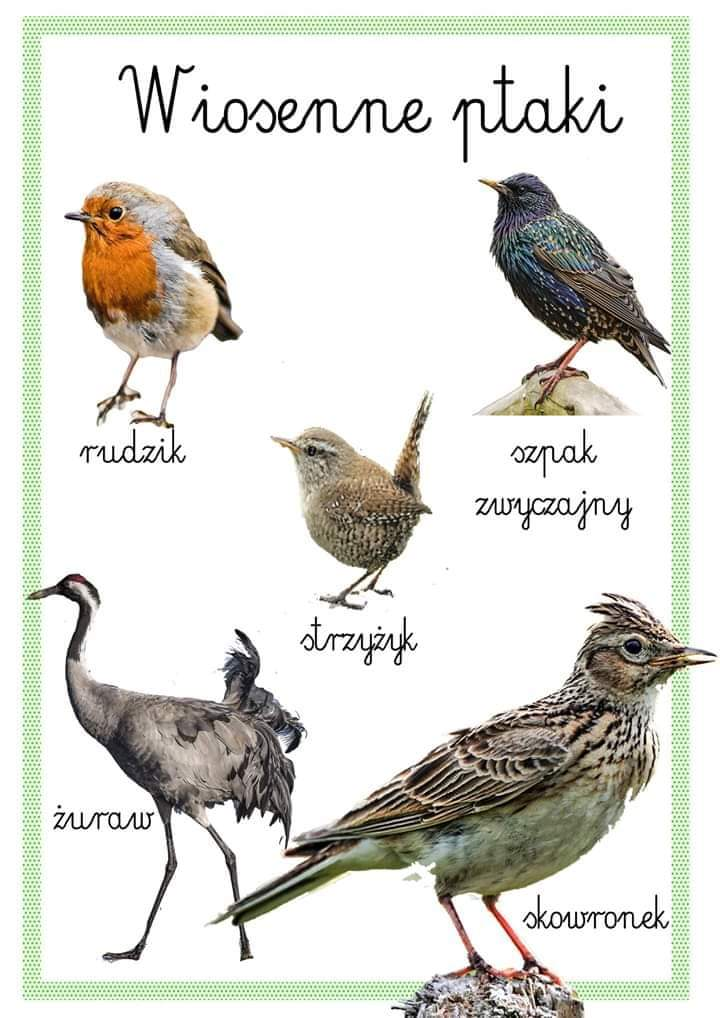 Wiosenne ptaki
rudzik
szpak
zwyczajny
strzyżyk
żuraw
skowronek